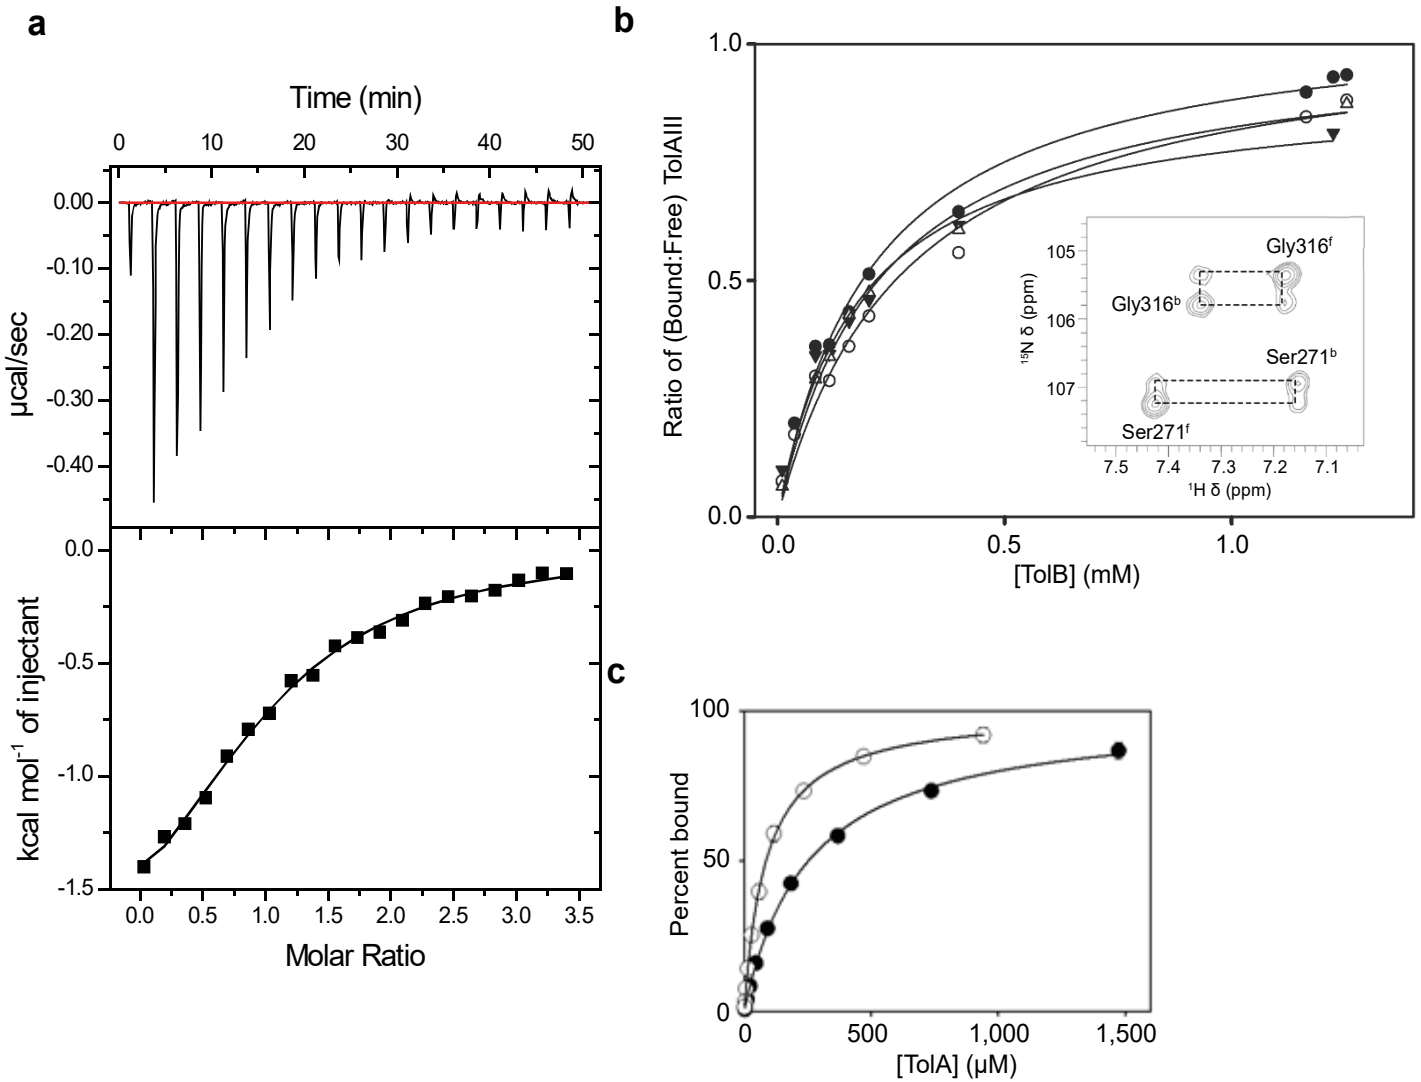 a
Time (min)
0 10 20 30 40 50
0.00
-0.10
-0.20
-0.30
-0.40
µcal/sec
0.0
-0.5
-1.0
-1.5
kcal mol⁻¹ of injectant
0.0 0.5 1.0 1.5 2.0 2.5 3.0 3.5
Molar Ratio
b
1.0
0.5
0.0
Ratio of (Bound:Free) TolAIII
0.0 0.5 1.0
[TolB] (mM)
105
106
107
¹⁵N δ (ppm)
Gly316ᶠ
Gly316ᵇ
Ser271ᵇ
Ser271ᶠ
7.5 7.4 7.3 7.2 7.1
¹H δ (ppm)
c
100
50
0
Percent bound
0 500 1,000 1,500
[TolA] (µM)